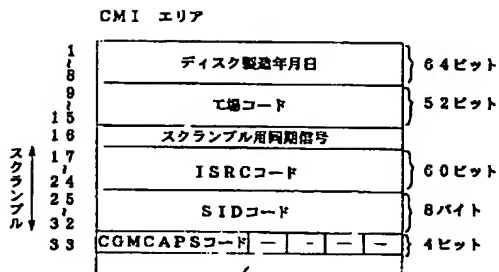 CMI エリア
1
~
8
ディスク製造年月日
64ビット
9
~
15
工場コード
52ビット
16
スクランブル用同期信号
スクランブル
17
~
24
ISRCコード
60ビット
25
~
32
SIDコード
8バイト
33
CGMCAPSコード - - - -
4ビット